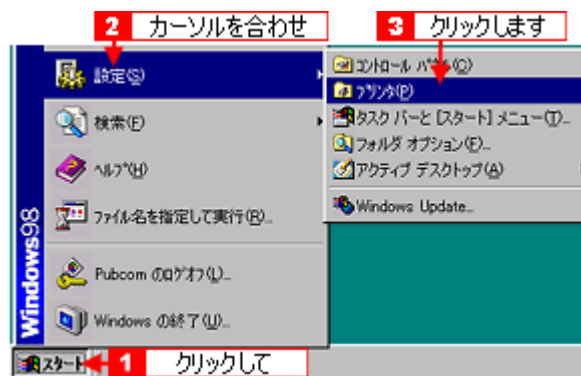 2 カーソルを合わせ
3 クリックします
設定(S)
検索(F)
ヘルプ(H)
ファイル名を指定して実行(R)...
Pubcom のログオフ(L)...
Windows の終了(U)...
Windows98
コントロール パネル(C)
プリンタ(P)
タスク バーと [スタート] メニュー(T)...
フォルダ オプション(F)...
アクティブ デスクトップ(A)
Windows Update...
スタート
1 クリックして